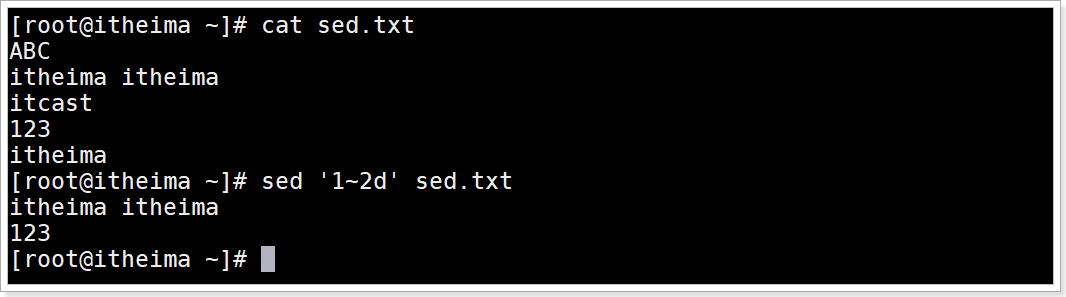 [root@itheima ~]# cat sed.txt
ABC
itheima itheima
itcast
123
itheima
[root@itheima ~]# sed '1~2d' sed.txt
itheima itheima
123
[root@itheima ~]#